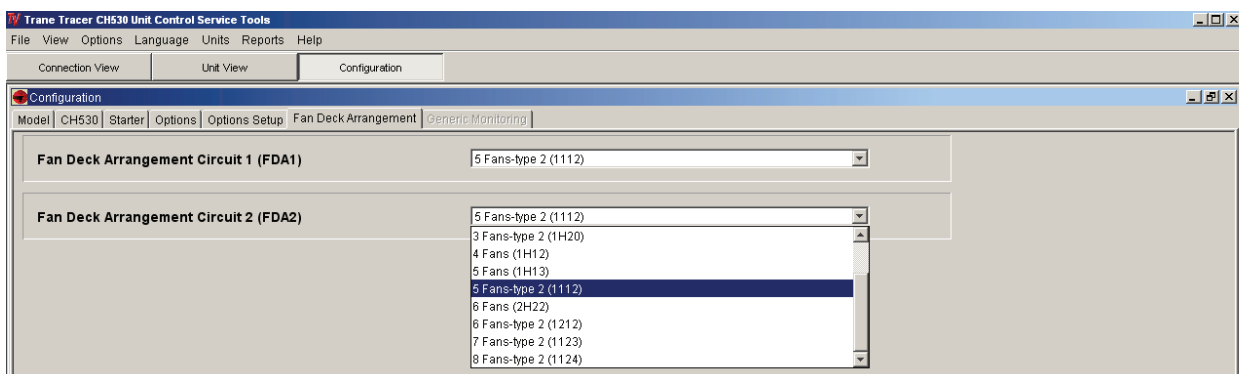 TV Trane Tracer CH530 Unit Control Service Tools
File View Options Language Units Reports Help
Connection View Unit View Configuration
Configuration
Model CH530 Starter Options Options Setup Fan Deck Arrangement Generic Monitoring
Fan Deck Arrangement Circuit 1 (FDA1) 5 Fans-type 2 (1112)
Fan Deck Arrangement Circuit 2 (FDA2) 5 Fans-type 2 (1112)
3 Fans-type 2 (1H20)
4 Fans (1H12)
5 Fans (1H13)
5 Fans-type 2 (1112)
6 Fans (2H22)
6 Fans-type 2 (1212)
7 Fans-type 2 (1123)
8 Fans-type 2 (1124)